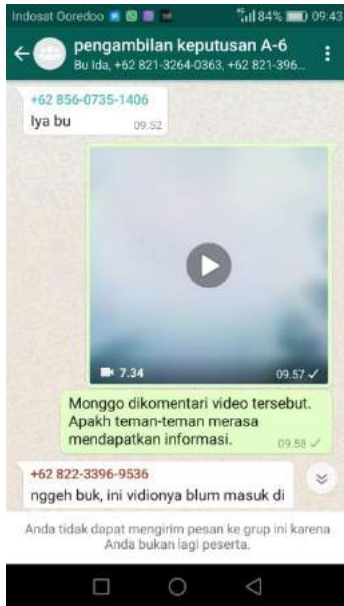 Indosat Ooredoo 84% 09:43
pengambilan keputusan A-6
Bu Ida, +62 821-3264-0363, +62 821-396...
+62 856-0735-1406
Iya bu 09.52
7.34 09.57
Monggo dikomentari video tersebut.
Apakh teman-teman merasa
mendapatkan informasi. 09.58
+62 822-3396-9536
nggeh buk, ini vidionya blum masuk di
Anda tidak dapat mengirim pesan ke grup ini karena
Anda bukan lagi peserta.